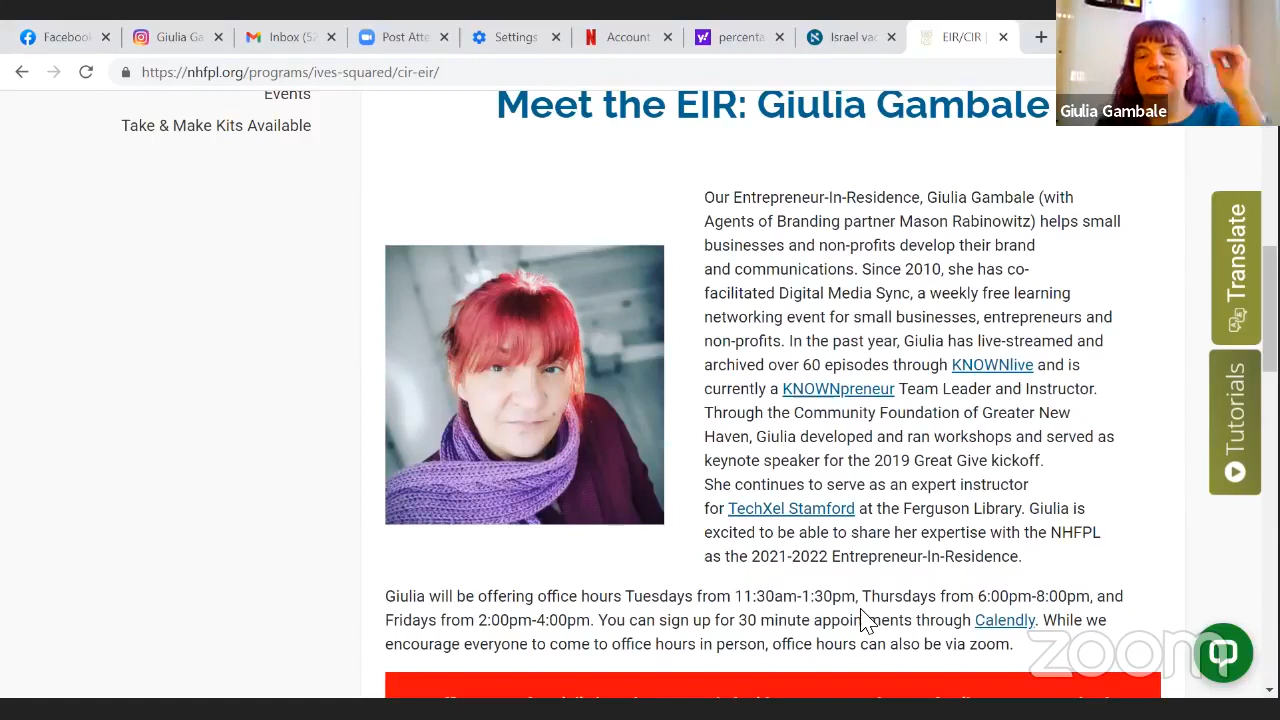 Facebook
Giulia Ga
Inbox (52
Post Atte
Settings
Account
percenta
Israel vac
EIR/CIR |
https://nhfpl.org/programs/ives-squared/cir-eir/
Giulia Gambale
Events
Take & Make Kits Available
Meet the EIR: Giulia Gambale
Our Entrepreneur-In-Residence, Giulia Gambale (with
Agents of Branding partner Mason Rabinowitz) helps small
businesses and non-profits develop their brand
and communications. Since 2010, she has co-
facilitated Digital Media Sync, a weekly free learning
networking event for small businesses, entrepreneurs and
non-profits. In the past year, Giulia has live-streamed and
archived over 60 episodes through KNOWNlive and is
currently a KNOWNpreneur Team Leader and Instructor.
Through the Community Foundation of Greater New
Haven, Giulia developed and ran workshops and served as
keynote speaker for the 2019 Great Give kickoff.
She continues to serve as an expert instructor
for TechXel Stamford at the Ferguson Library. Giulia is
excited to be able to share her expertise with the NHFPL
as the 2021-2022 Entrepreneur-In-Residence.
Giulia will be offering office hours Tuesdays from 11:30am-1:30pm, Thursdays from 6:00pm-8:00pm, and
Fridays from 2:00pm-4:00pm. You can sign up for 30 minute appointments through Calendly. While we
encourage everyone to come to office hours in person, office hours can also be via zoom.
Translate
Tutorials
zoom